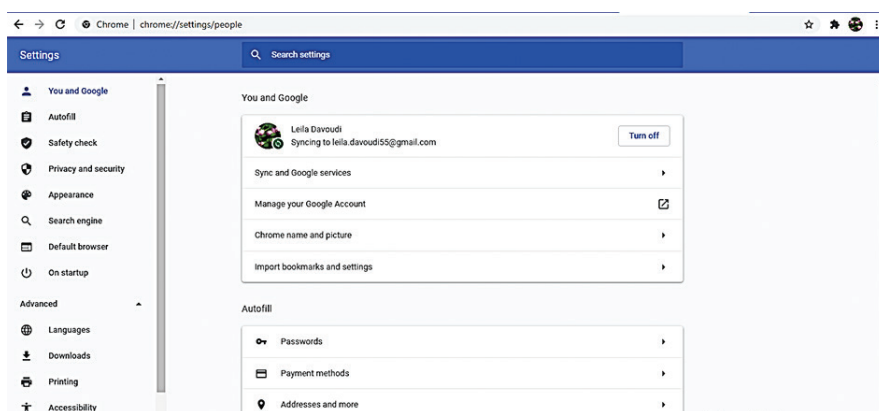 Chrome | chrome://settings/people
Settings
Search settings
You and Google
Autofill
Safety check
Privacy and security
Appearance
Search engine
Default browser
On startup
Advanced
Languages
Downloads
Printing
Accessibility
You and Google
Leila Davoudi
Syncing to leila.davoudi55@gmail.com
Turn off
Sync and Google services
Manage your Google Account
Chrome name and picture
Import bookmarks and settings
Autofill
Passwords
Payment methods
Addresses and more